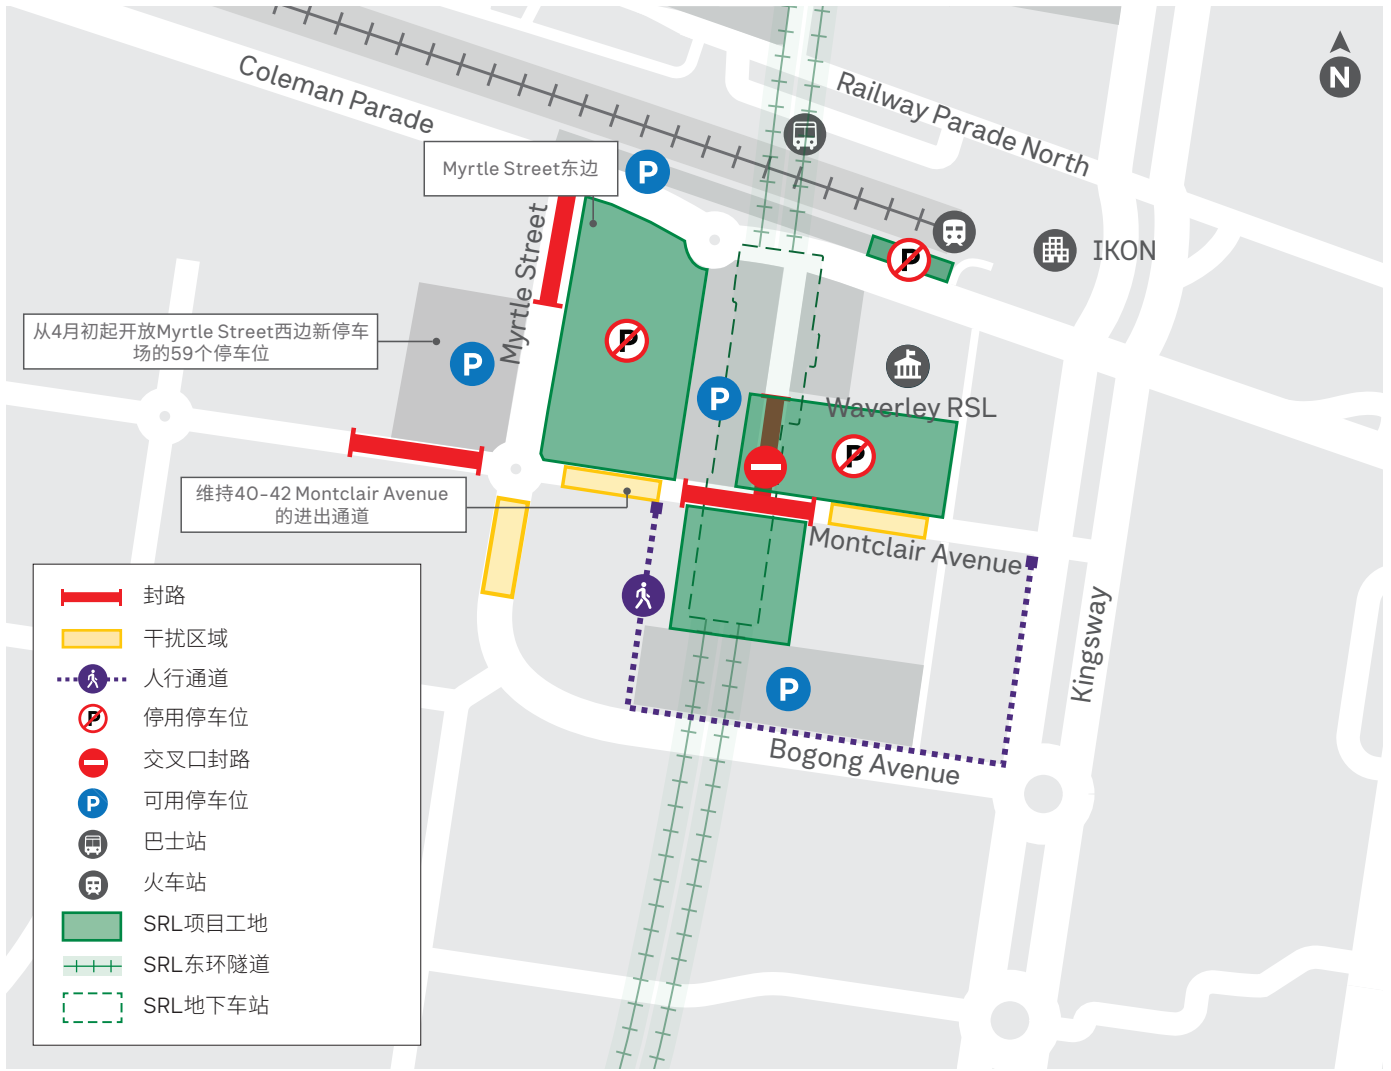 N
Railway Parade North
Coleman Parade
Myrtle Street东边
P
Myrtle Street
IKON
P
P
从4月初起开放Myrtle Street西边新停车
场的59个停车位
P
P
Waverley RSL
P
维持40-42 Montclair Avenue
的进出通道
Montclair Avenue
Kingsway
P
Bogong Avenue
封路
干扰区域
人行通道
P
停用停车位
交叉口封路
P
可用停车位
巴士站
火车站
SRL项目工地
SRL东环隧道
SRL地下车站